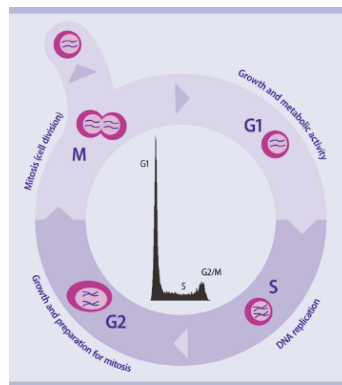 Growth and metabolic activity
G1
Mitosis (cell division)
M
G1
G2/M
S
S
DNA replication
G2
Growth and preparation for mitosis